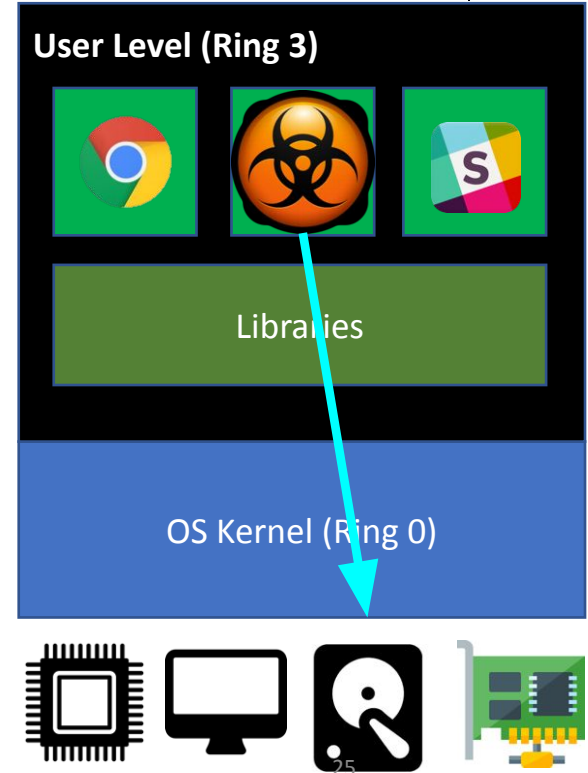 User Level (Ring 3)
S
Libraries
OS Kernel (Ring 0)
25